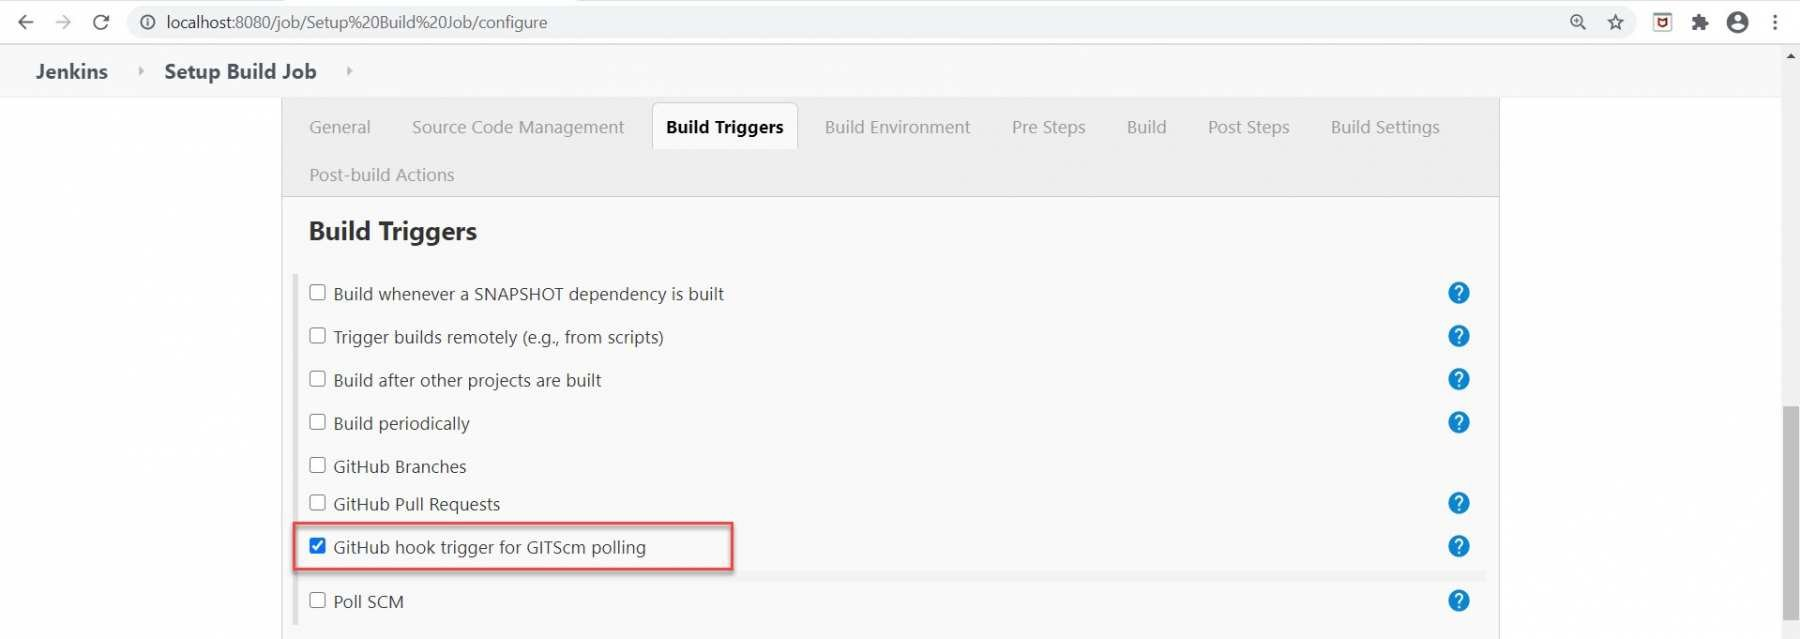 localhost:8080/job/Setup%20Build%20Job/configure
Jenkins Setup Build Job
General Source Code Management Build Triggers Build Environment Pre Steps Build Post Steps Build Settings
Post-build Actions
Build Triggers
Build whenever a SNAPSHOT dependency is built ?
Trigger builds remotely (e.g., from scripts) ?
Build after other projects are built ?
Build periodically ?
GitHub Branches
GitHub Pull Requests ?
GitHub hook trigger for GITScm polling ?
Poll SCM ?